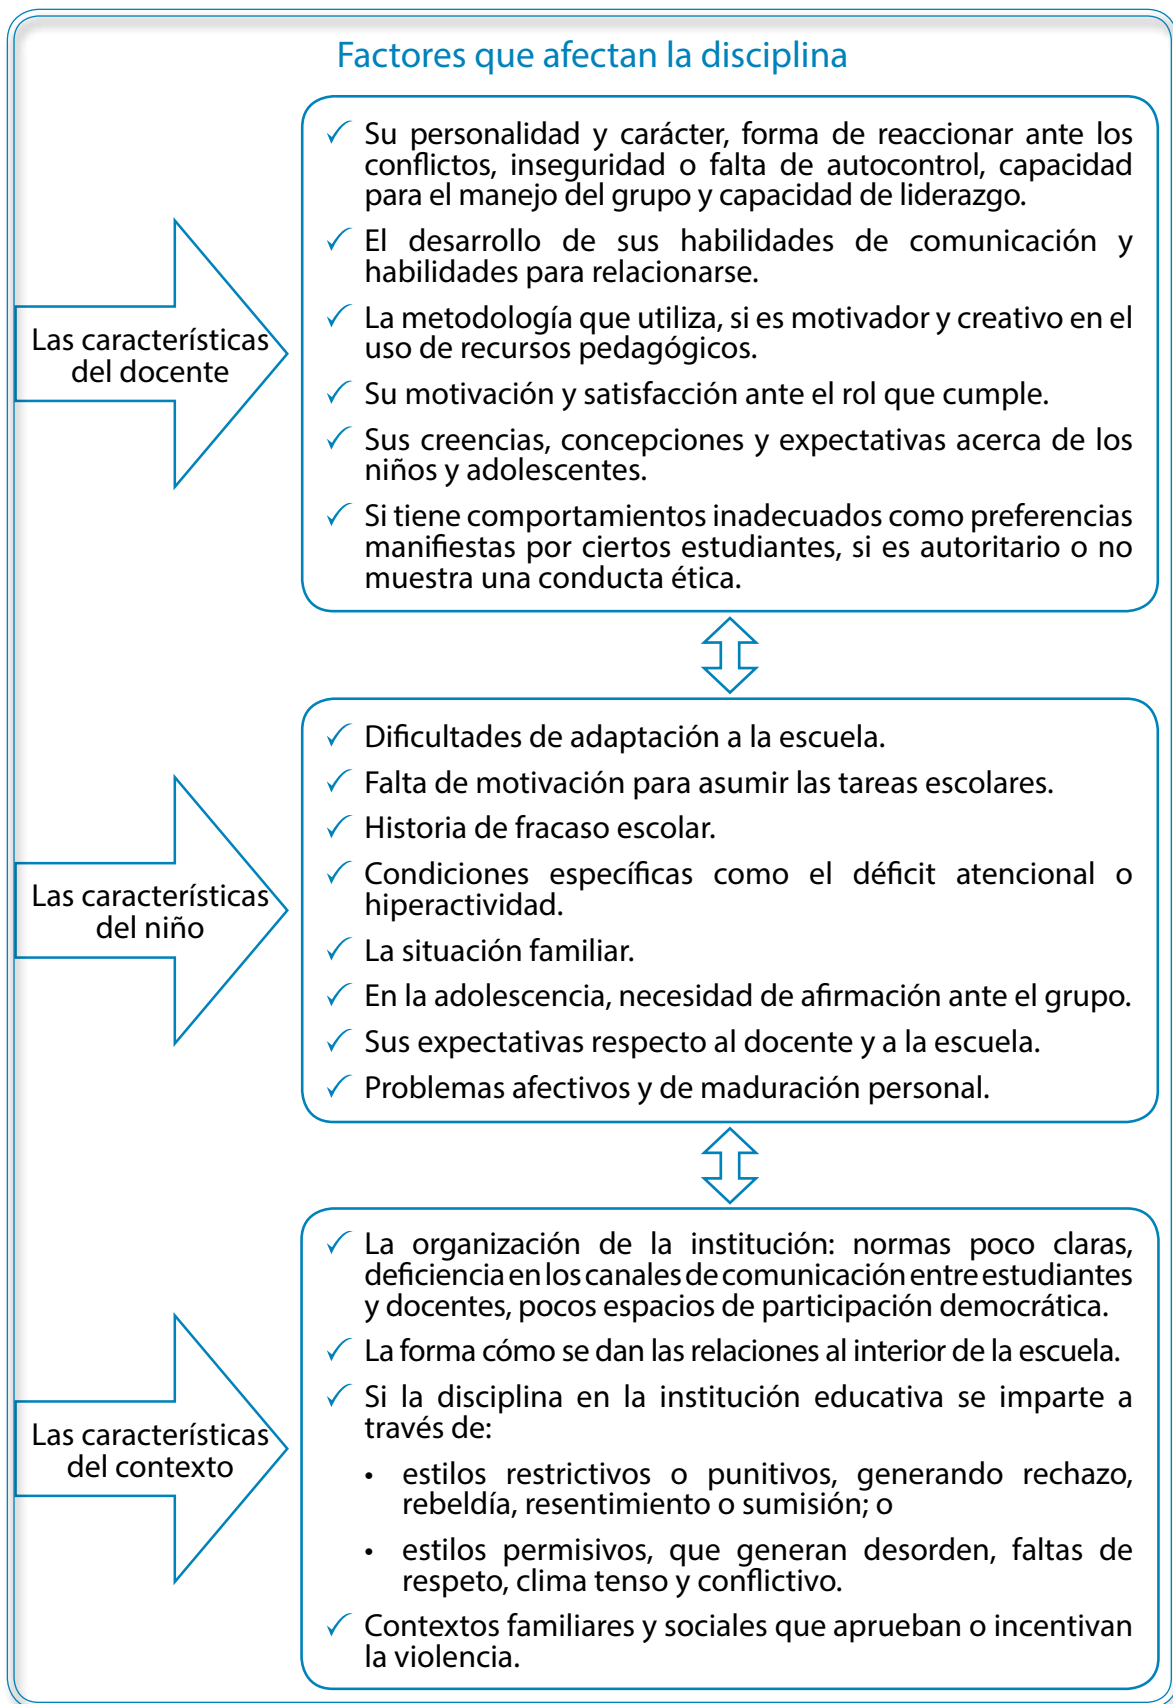 Factores que afectan la disciplina
Las características
del docente
✓ Su personalidad y carácter, forma de reaccionar ante los
conflictos, inseguridad o falta de autocontrol, capacidad
para el manejo del grupo y capacidad de liderazgo.
✓ El desarrollo de sus habilidades de comunicación y
habilidades para relacionarse.
✓ La metodología que utiliza, si es motivador y creativo en el
uso de recursos pedagógicos.
✓ Su motivación y satisfacción ante el rol que cumple.
✓ Sus creencias, concepciones y expectativas acerca de los
niños y adolescentes.
✓ Si tiene comportamientos inadecuados como preferencias
manifiestas por ciertos estudiantes, si es autoritario o no
muestra una conducta ética.
Las características
del niño
✓ Dificultades de adaptación a la escuela.
✓ Falta de motivación para asumir las tareas escolares.
✓ Historia de fracaso escolar.
✓ Condiciones específicas como el déficit atencional o
hiperactividad.
✓ La situación familiar.
✓ En la adolescencia, necesidad de afirmación ante el grupo.
✓ Sus expectativas respecto al docente y a la escuela.
✓ Problemas afectivos y de maduración personal.
Las características
del contexto
✓ La organización de la institución: normas poco claras,
deficiencia en los canales de comunicación entre estudiantes
y docentes, pocos espacios de participación democrática.
✓ La forma cómo se dan las relaciones al interior de la escuela.
✓ Si la disciplina en la institución educativa se imparte a
través de:
• estilos restrictivos o punitivos, generando rechazo,
rebeldía, resentimiento o sumisión; o
• estilos permisivos, que generan desorden, faltas de
respeto, clima tenso y conflictivo.
✓ Contextos familiares y sociales que aprueban o incentivan
la violencia.